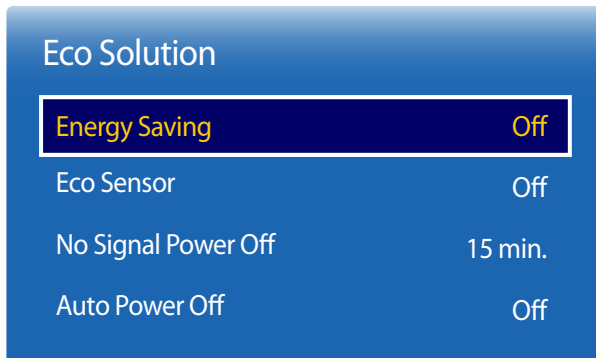 Eco Solution
Energy Saving Off
Eco Sensor Off
No Signal Power Off 15 min.
Auto Power Off Off